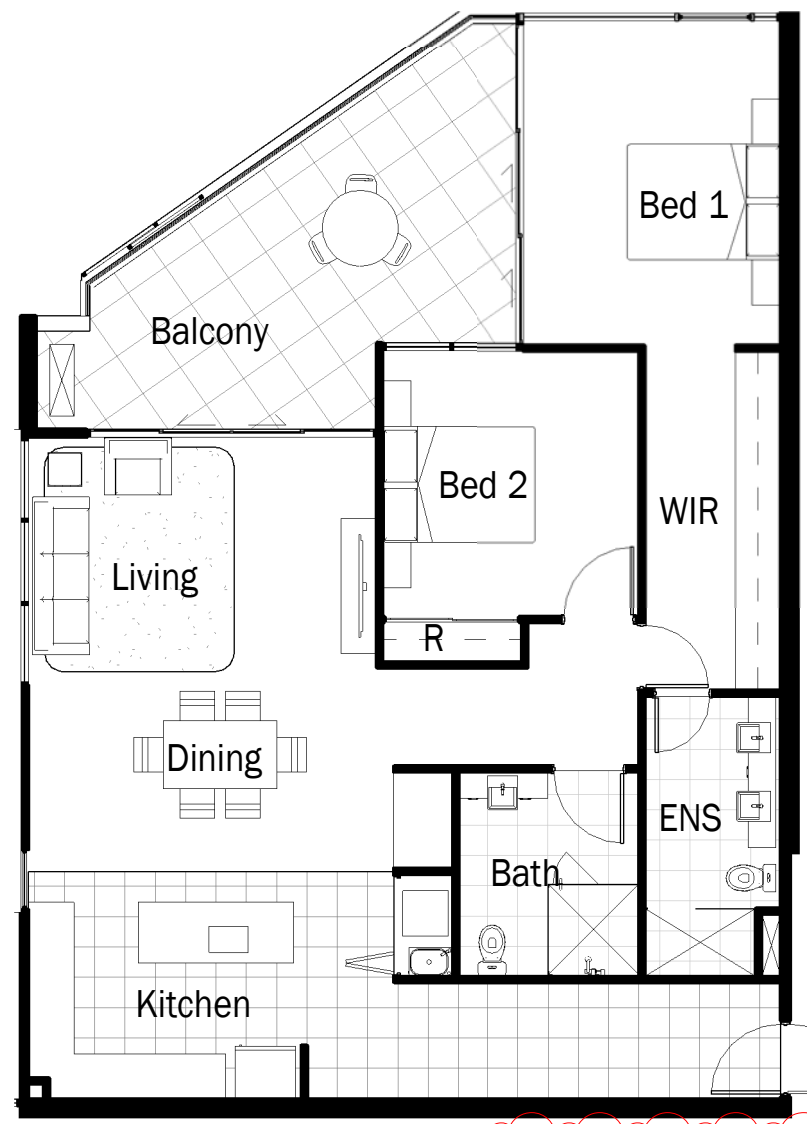 Bed 1
Balcony
Bed 2
WIR
Living
R
Dining
ENS
Bath
Kitchen